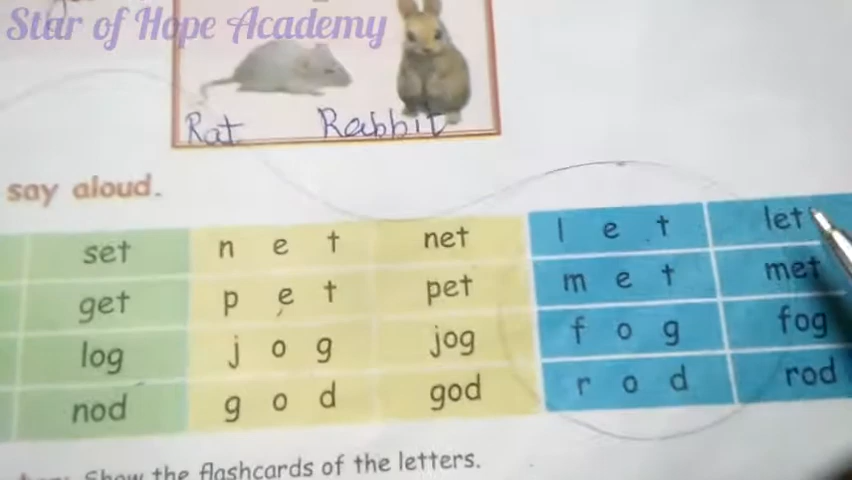 Star of Hope Academy
Rat Rabbit
say aloud.
set n e t net l e t let
get p e t pet m e t met
log j o g jog f o g fog
nod g o d god r o d rod
Show the flashcards of the letters.